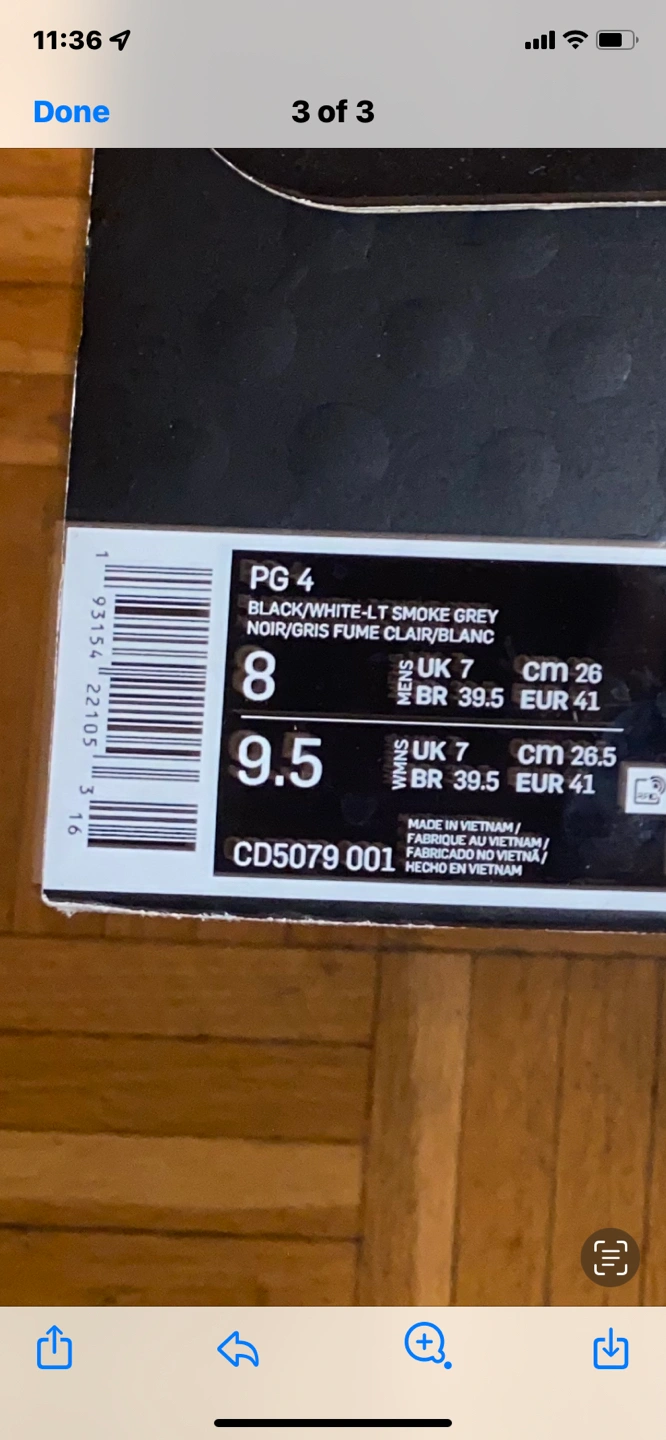 11:36
Done
3 of 3
PG 4
BLACK/WHITE-LT SMOKE GREY
NOIR/GRIS FUME CLAIR/BLANC
8 MENS UK 7 cm 26
BR 39.5 EUR 41
9.5 WMNS UK 7 cm 26.5
BR 39.5 EUR 41
CD5079 001
MADE IN VIETNAM/
FABRIQUE AU VIETNAM/
FABRICADO NO VIETNÃ/
HECHO EN VIETNAM
1 93154 22105 3 16